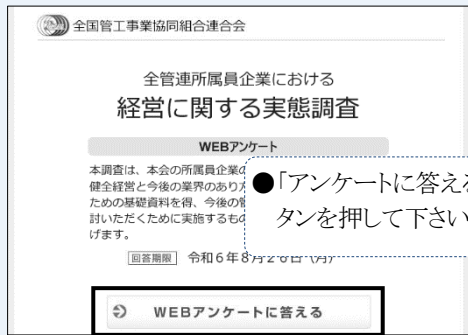 全国管工事業協同組合連合会
全管連所属員企業における
経営に関する実態調査
WEBアンケート
本調査は、本会の所属員企業の
健全経営と今後の業界のあり方
ための基礎資料を得、今後の
討いただくために実施するもの
げます。
●「アンケートに答える
タンを押して下さい
回答期限 令和6年8月26日（月）
WEBアンケートに答える